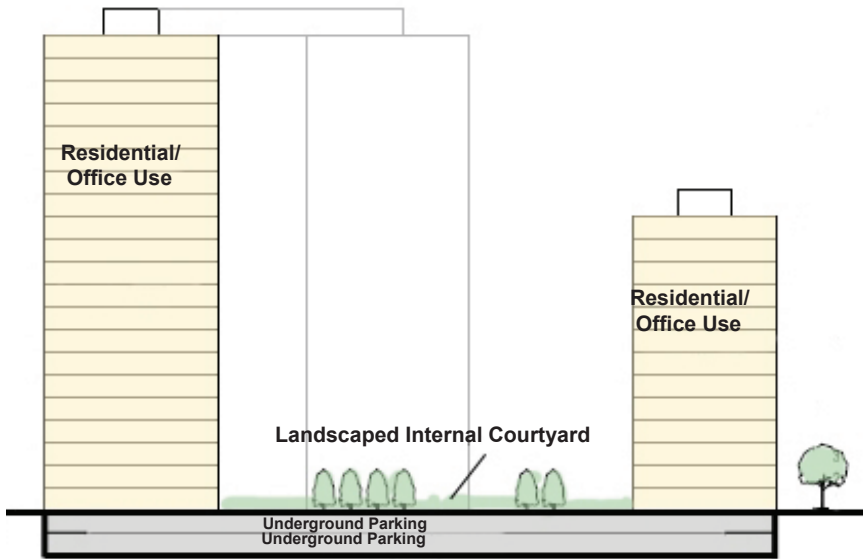 Residential/
Office Use
Residential/
Office Use
Landscaped Internal Courtyard
Underground Parking
Underground Parking